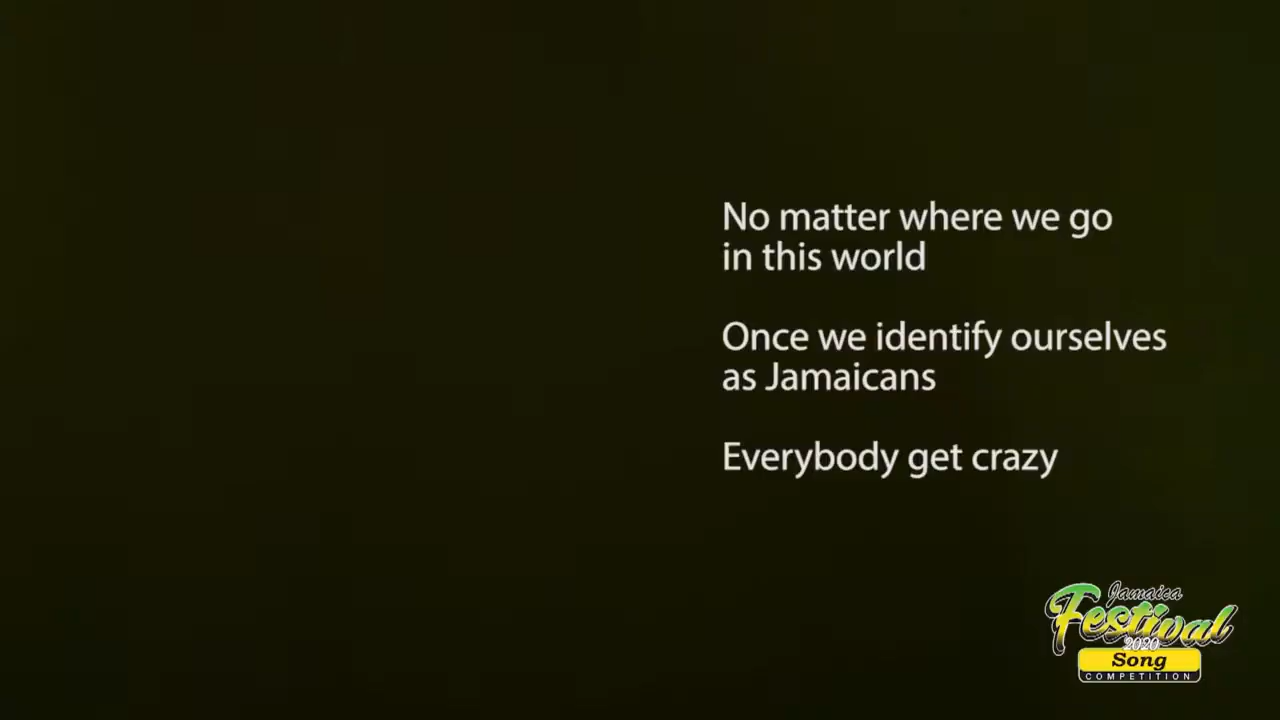 No matter where we go
in this world
Once we identify ourselves
as Jamaicans
Everybody get crazy
Jamaica
Festival
2020
Song
COMPETITION